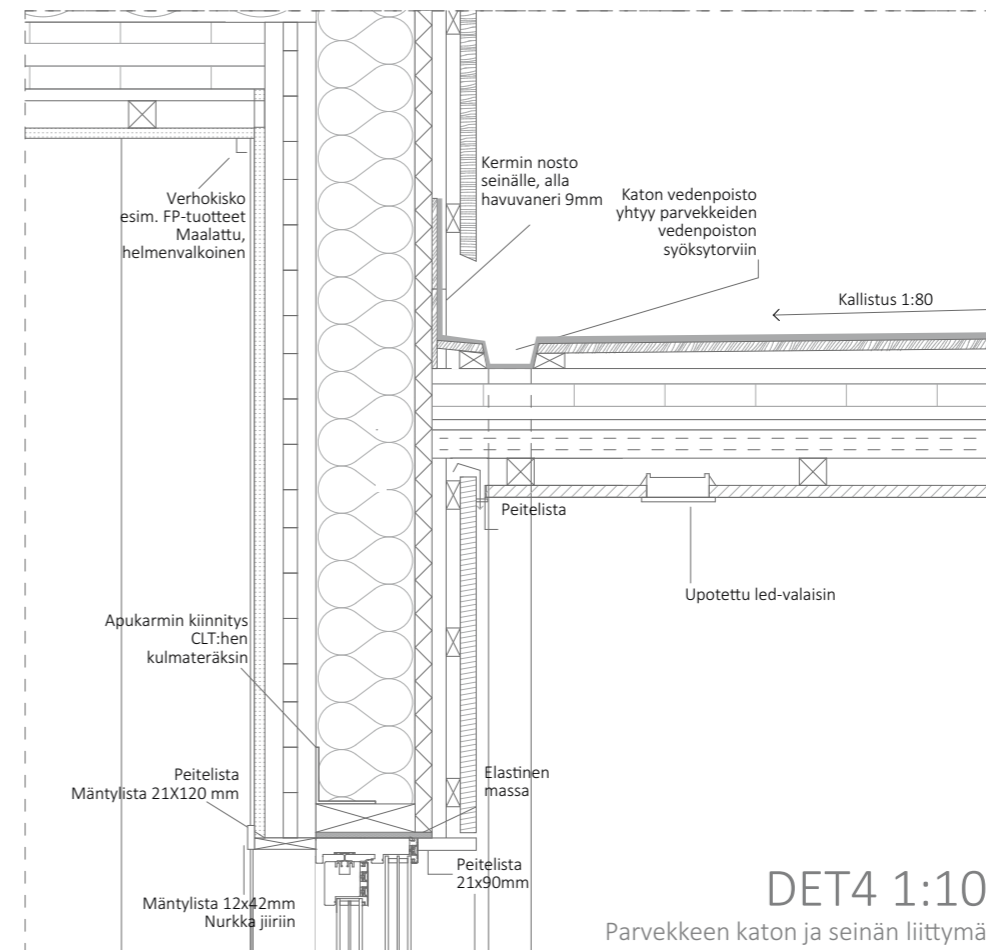 Kermin nosto
seinälle, alla
havuvaneri 9mm
Katon vedenpoisto
yhtyy parvekkeiden
vedenpoiston
syöksytorviin
Verhokisko
esim. FP-tuotteet
Maalattu,
helmenvalkoinen
Kallistus 1:80
Peitelista
Upotettu led-valaisin
Apukarmin kiinnitys
CLT:hen
kulmateräksin
Peitelista
Mäntylista 21X120 mm
Elastinen
massa
Peitelista
21x90mm
Mäntylista 12x42mm
Nurkka jiiriin
DET4 1:10
Parvekkeen katon ja seinän liittymä